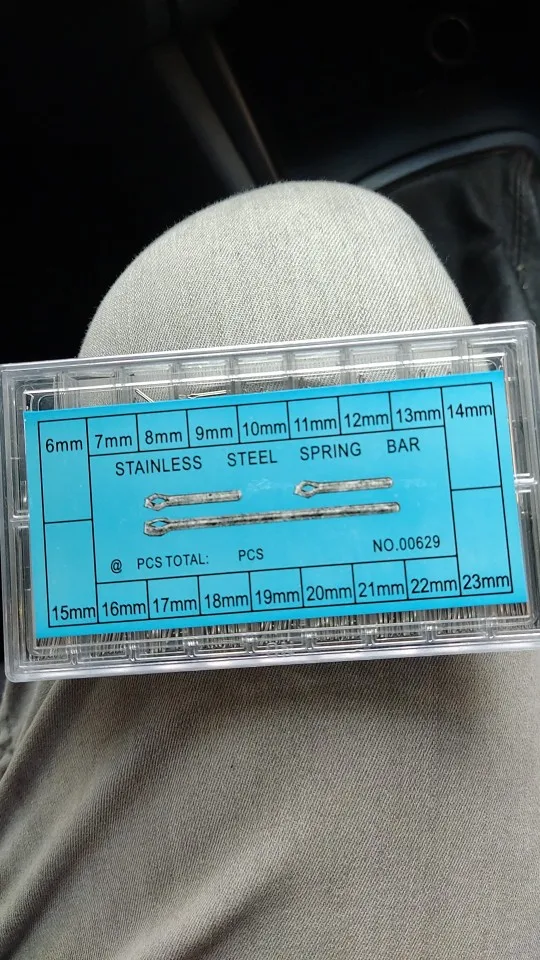 6mm 7mm 8mm 9mm 10mm 11mm 12mm 13mm 14mm
STAINLESS STEEL SPRING BAR
@ PCS TOTAL: PCS NO.00629
15mm 16mm 17mm 18mm 19mm 20mm 21mm 22mm 23mm